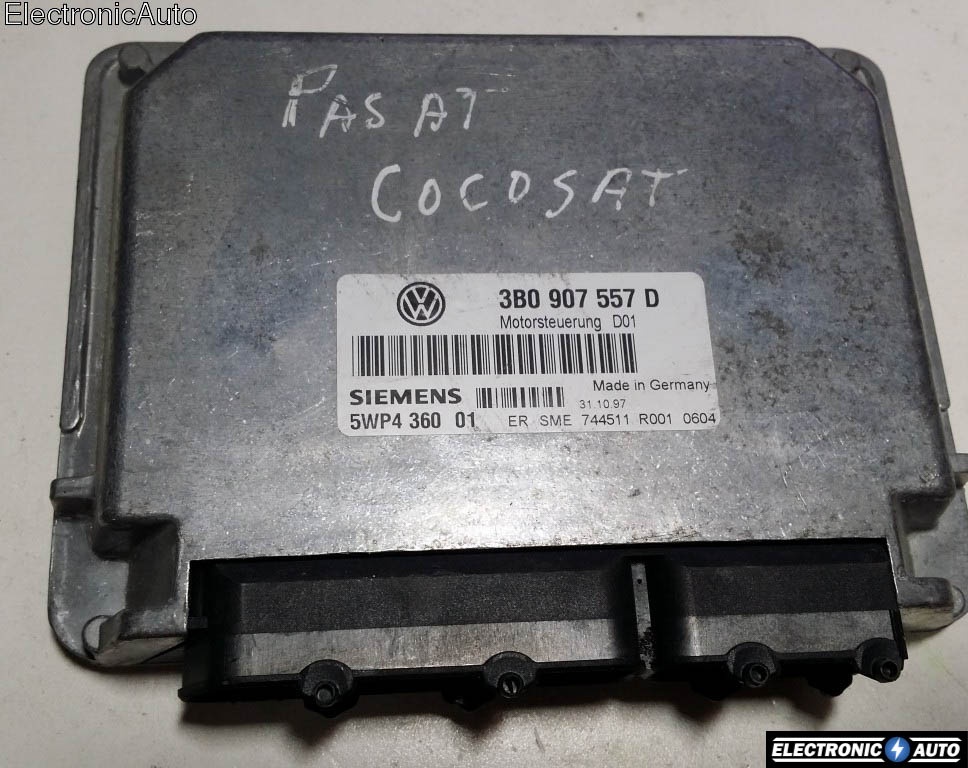 ElectronicAuto
PASAT
COCOSAT
3B0 907 557 D
Motorsteuerung D01
SIEMENS
Made in Germany
31.10.97
5WP4 360 01 ER SME 744511 R001 0604
ELECTRONIC AUTO